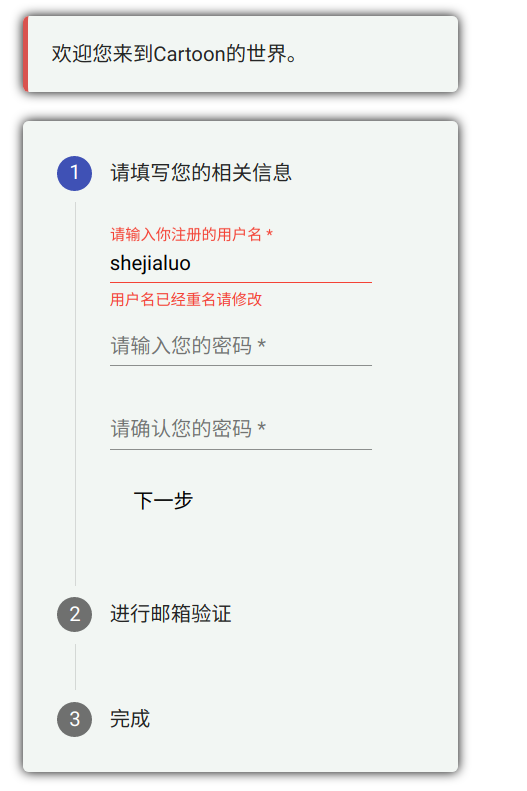 欢迎您来到Cartoon的世界。
1 请填写您的相关信息
请输入你注册的用户名 *
shejialuo
用户名已经重名请修改
请输入您的密码 *
请确认您的密码 *
下一步
2 进行邮箱验证
3 完成